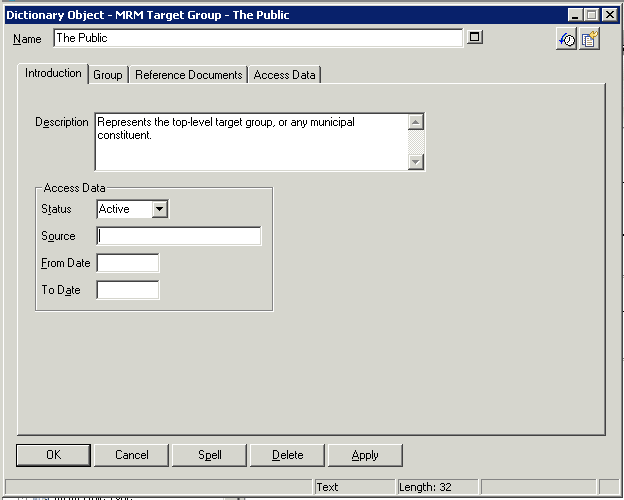 Dictionary Object - MRM Target Group - The Public
Name The Public
Introduction Group Reference Documents Access Data
Description Represents the top-level target group, or any municipal
constituent.
Access Data
Status Active
Source
From Date
To Date
OK Cancel Spell Delete Apply
Text Length: 32